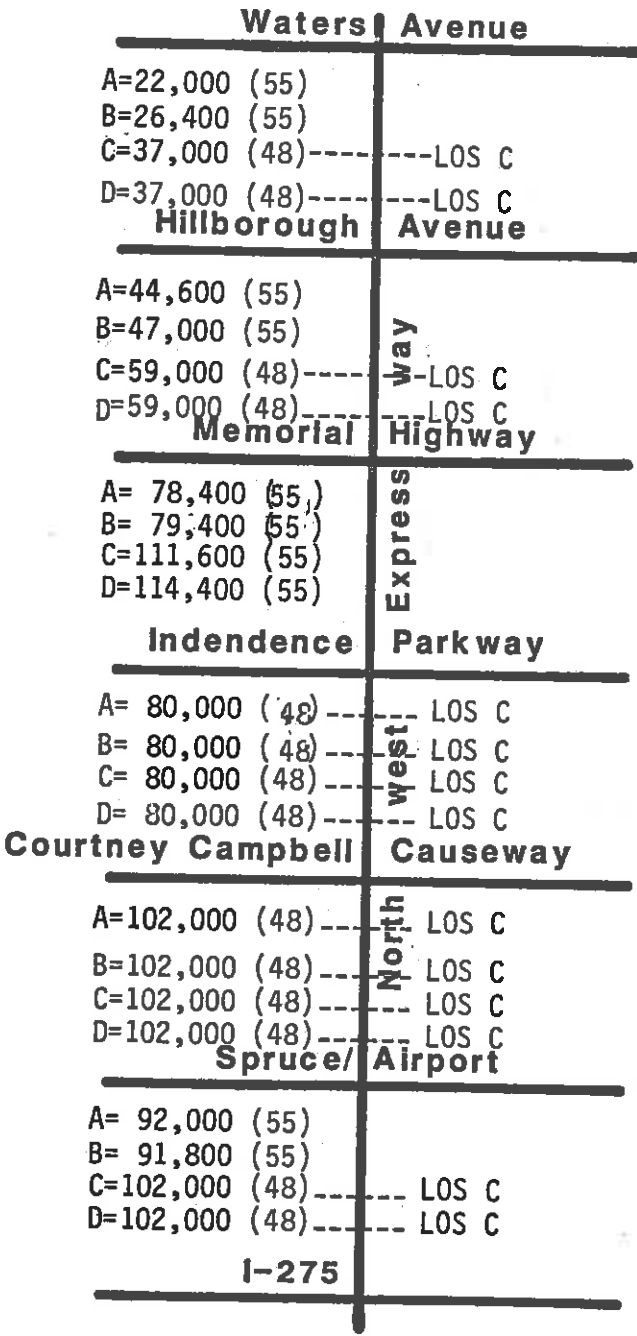 Waters Avenue
A=22,000 (55)
B=26,400 (55)
C=37,000 (48)--------LOS C
D=37,000 (48)--------LOS C
Hillborough Avenue
A=44,600 (55)
B=47,000 (55)
C=59,000 (48)--------LOS C
D=59,000 (48)--------LOS C
Memorial Highway
A= 78,400 (55)
B= 79,400 (55)
C=111,600 (55)
D=114,400 (55)
Indendence Parkway
A= 80,000 (48)------ LOS C
B= 80,000 (48)------ LOS C
C= 80,000 (48)------ LOS C
D= 80,000 (48)------ LOS C
Courtney Campbell Causeway
A=102,000 (48)------ LOS C
B=102,000 (48)------ LOS C
C=102,000 (48)------ LOS C
D=102,000 (48)------ LOS C
Spruce/ Airport
A= 92,000 (55)
B= 91,800 (55)
C=102,000 (48)------ LOS C
D=102,000 (48)------ LOS C
I-275
North west Express way